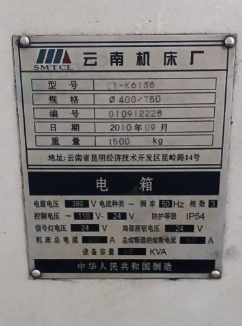 SMTCL 云南机床厂
型号 CY-K6136
规格 Φ400/750
编号 010912228
日期 2010年09月
重量 1500 kg
地址:云南省昆明经济技术开发区昆岭路14号
电箱
电源电压 380 V 电流种类 ~ 频率 50 Hz 相数 3
控制电压 ~110- 24 V 防护等级 IP54
信号灯电压 24 V 局部照明电压 24 V
机床总电流 A 总熔断器的熔断电流 A
设备容量 KVA
中华人民共和国制造